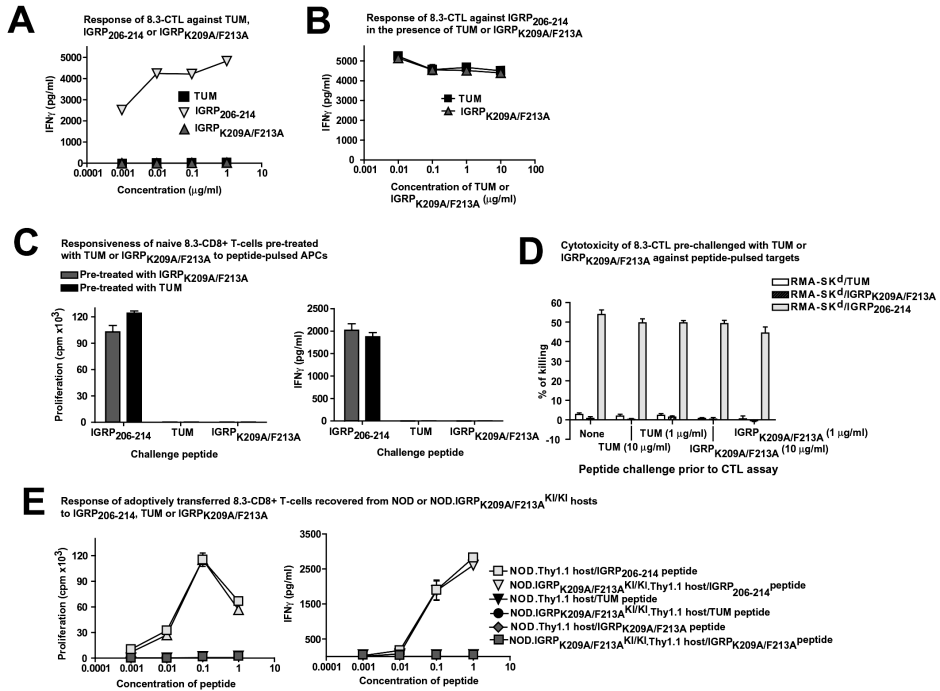 A
Response of 8.3-CTL against TUM,
IGRP206-214 or IGRPK209A/F213A
IFNγ (pg/ml)
5000
4000
3000
2000
1000
0
TUM
IGRP206-214
IGRPK209A/F213A
0.0001 0.001 0.01 0.1 1 10
Concentration (μg/ml)
B
Response of 8.3-CTL against IGRP206-214
in the presence of TUM or IGRPK209A/F213A
IFNγ (pg/ml)
5000
4000
3000
2000
1000
0
TUM
IGRPK209A/F213A
0.001 0.01 0.1 1 10 100
Concentration of TUM or
IGRPK209A/F213A (μg/ml)
C
Responsiveness of naive 8.3-CD8+ T-cells pre-treated
with TUM or IGRPK209A/F213A to peptide-pulsed APCs
Pre-treated with IGRPK209A/F213A
Pre-treated with TUM
Proliferation (cpm x10³)
120
90
60
30
0
IGRP206-214 TUM IGRPK209A/F213A
Challenge peptide
IFNγ (pg/ml)
2500
2000
1500
1000
500
0
IGRP206-214 TUM IGRPK209A/F213A
Challenge peptide
D
Cytotoxicity of 8.3-CTL pre-challenged with TUM or
IGRPK209A/F213A against peptide-pulsed targets
RMA-SKd/TUM
RMA-SKd/IGRPK209A/F213A
RMA-SKd/IGRP206-214
% of killing
60
50
40
30
20
10
0
-10
None TUM (1 μg/ml) IGRPK209A/F213A (1 μg/ml)
TUM (10 μg/ml) IGRPK209A/F213A (10 μg/ml)
Peptide challenge prior to CTL assay
E
Response of adoptively transferred 8.3-CD8+ T-cells recovered from NOD or NOD.IGRPK209A/F213AKI/KI hosts
to IGRP206-214, TUM or IGRPK209A/F213A
Proliferation (cpm x10³)
120
90
60
30
0
0.0001 0.001 0.01 0.1 1 10
Concentration of peptide
IFNγ (pg/ml)
3500
2500
1500
500
0.0001 0.001 0.01 0.1 1 10
Concentration of peptide
NOD.Thy1.1 host/IGRP206-214 peptide
NOD.IGRPK209A/F213AKI/KI.Thy1.1 host/IGRP206-214 peptide
NOD.Thy1.1 host/TUM peptide
NOD.IGRPK209A/F213AKI/KI.Thy1.1 host/TUM peptide
NOD.Thy1.1 host/IGRPK209A/F213A peptide
NOD.IGRPK209A/F213AKI/KI.Thy1.1 host/IGRPK209A/F213A peptide